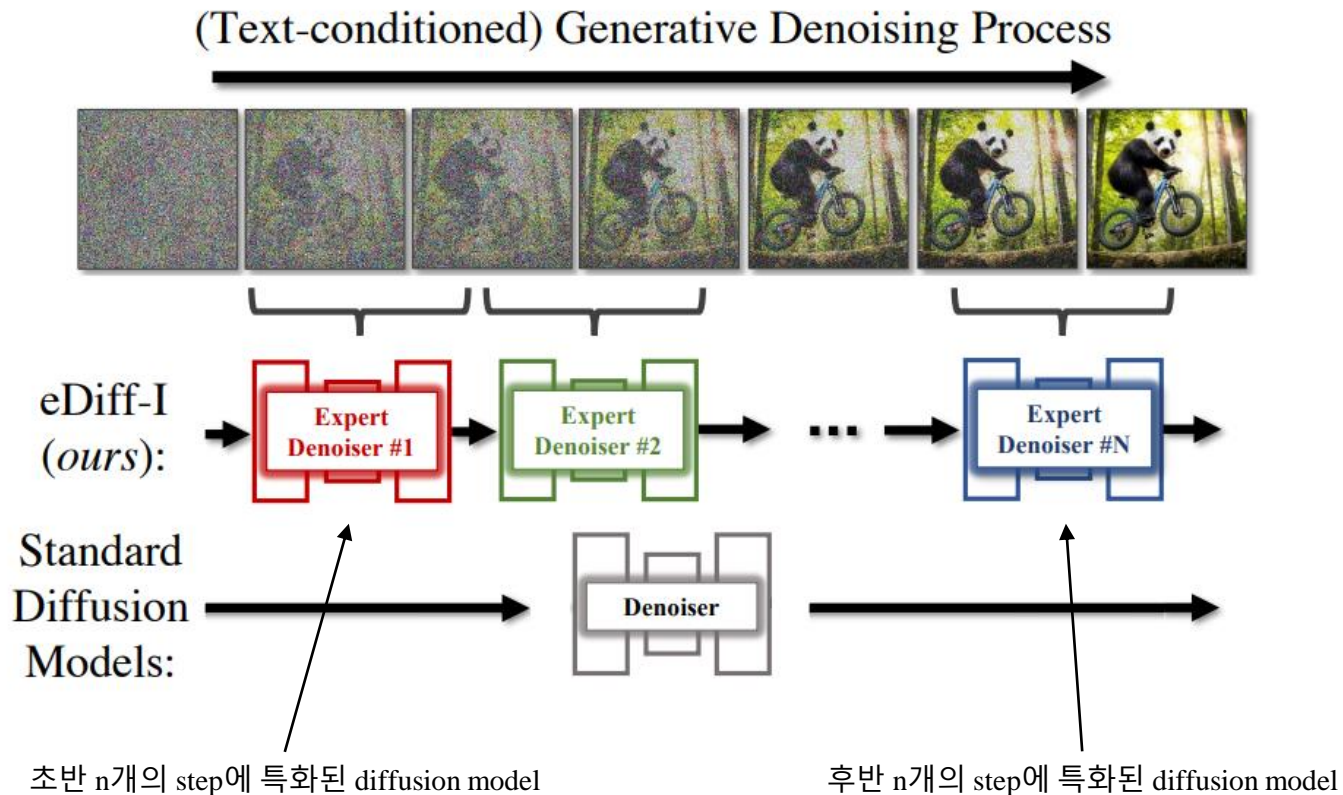 (Text-conditioned) Generative Denoising Process
eDiff-I
(ours):
Expert
Denoiser #1
Expert
Denoiser #2
Expert
Denoiser #N
Standard
Diffusion
Models:
Denoiser
초반 n개의 step에 특화된 diffusion model
후반 n개의 step에 특화된 diffusion model